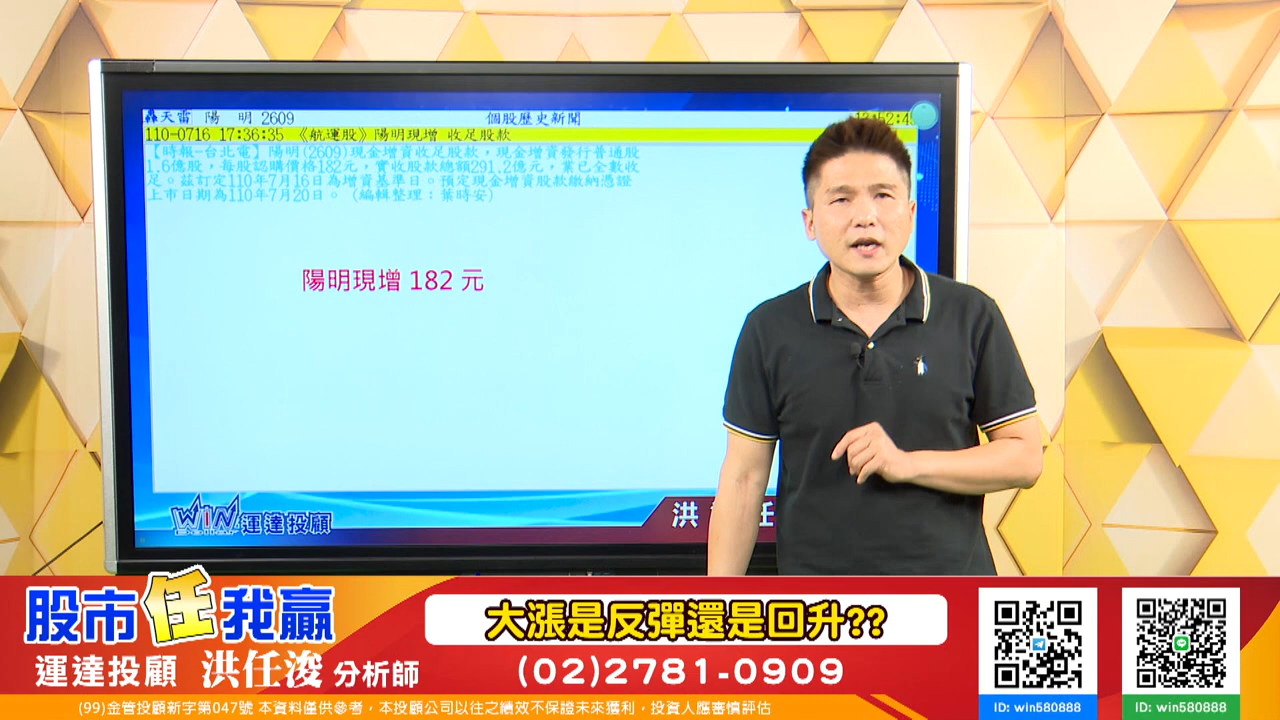 轟天雷 陽 明 2609 個股歷史新聞
110-0716 17:36:35 《航運股》陽明現增 收足股款
【時報-台北電】陽明(2609)現金增資收足股款，現金增資發行普通股
1.6億股，每股認購價格182元，實收股款總額291.2億元，業已全數收
足。茲訂定110年7月16日為增資基準日。預定現金增資股款繳納憑證
上市日期為110年7月20日。（編輯整理：葉時安）
陽明現增 182 元
WIN 運達投顧
洪 任
股市任我贏
大漲是反彈還是回升??
運達投顧 洪任浚 分析師
(02)2781-0909
ID: win580888
ID: win580888
(99)金管投顧新字第047號 本資料僅供參考，本投顧公司以往之績效不保證未來獲利，投資人應審慎評估